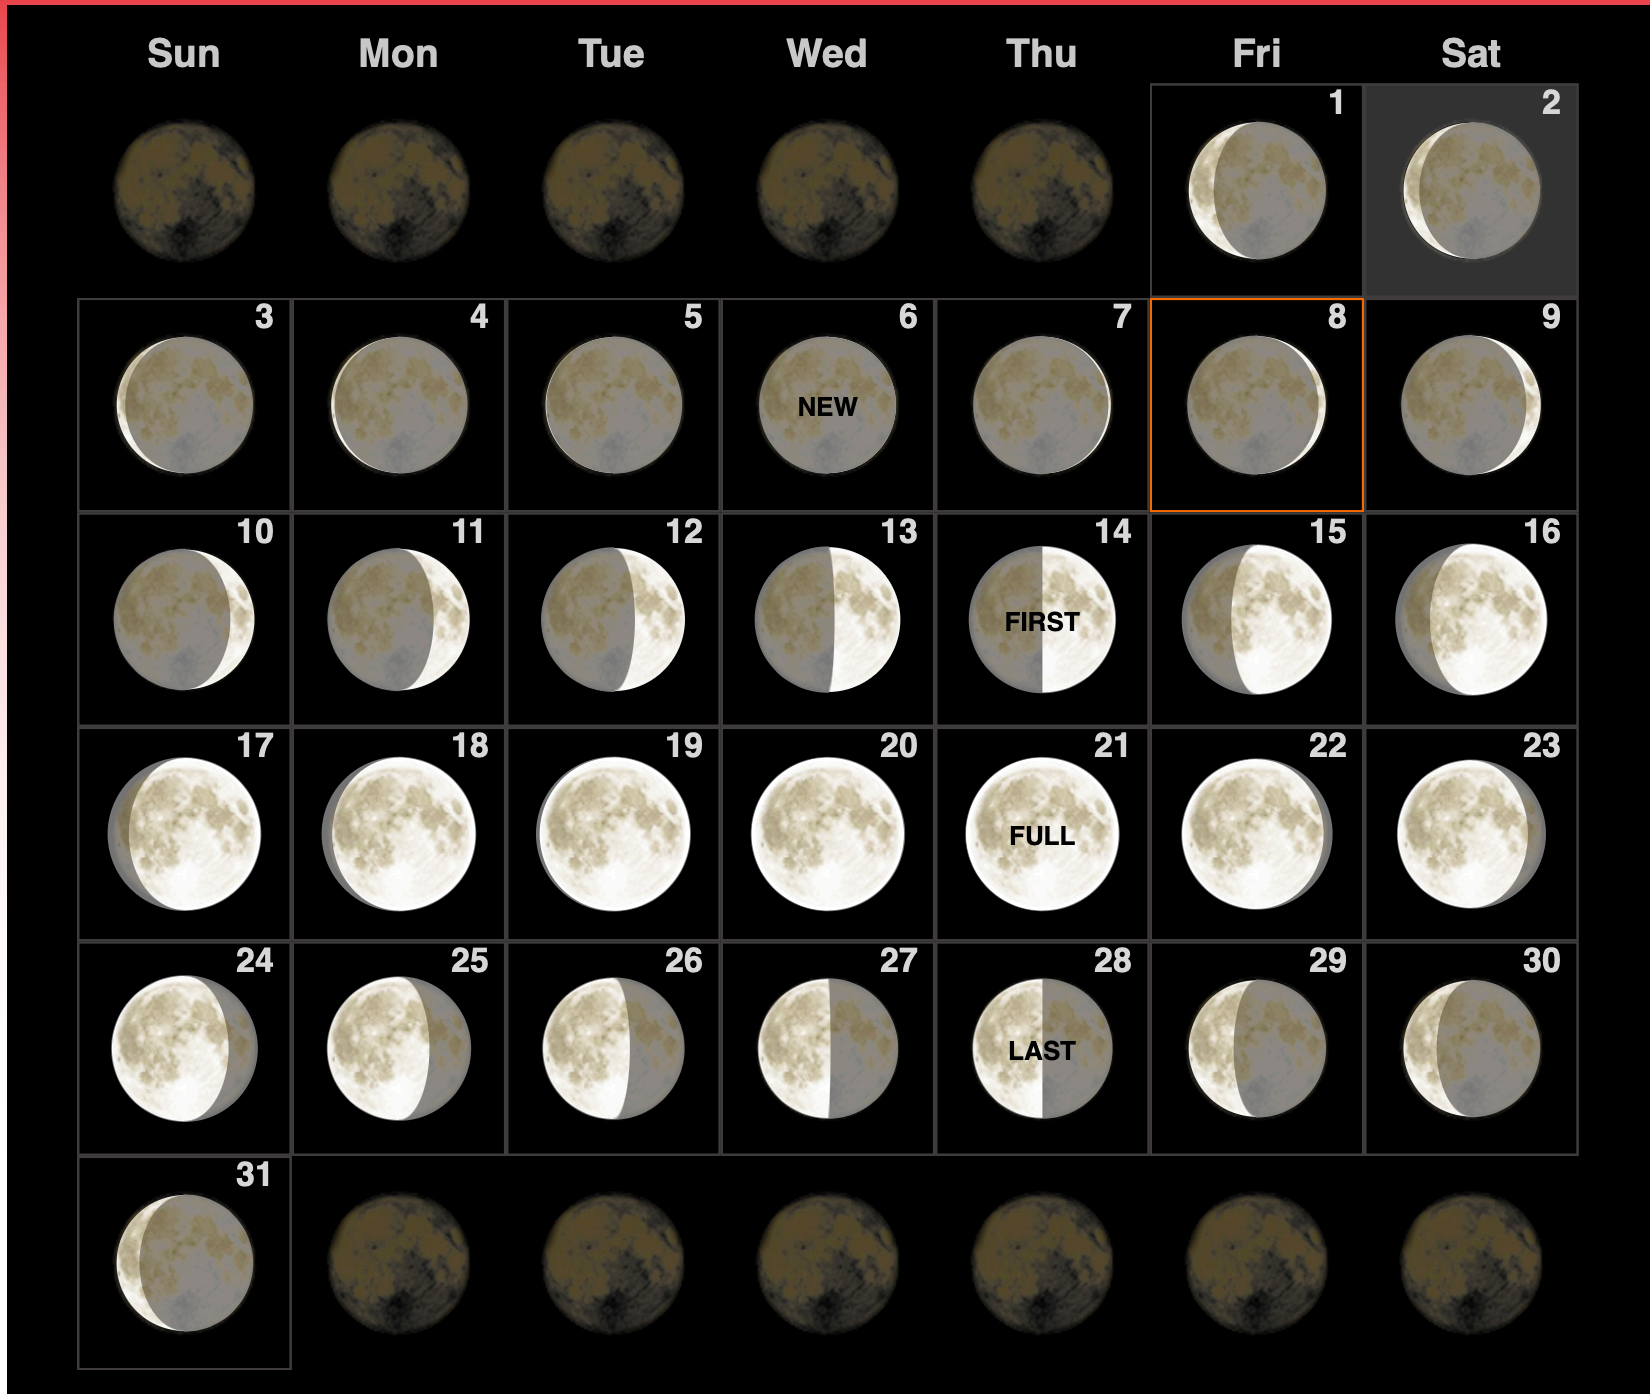 Sun Mon Tue Wed Thu Fri Sat
1 2
3 4 5 6 7 8 9
NEW
10 11 12 13 14 15 16
FIRST
17 18 19 20 21 22 23
FULL
24 25 26 27 28 29 30
LAST
31